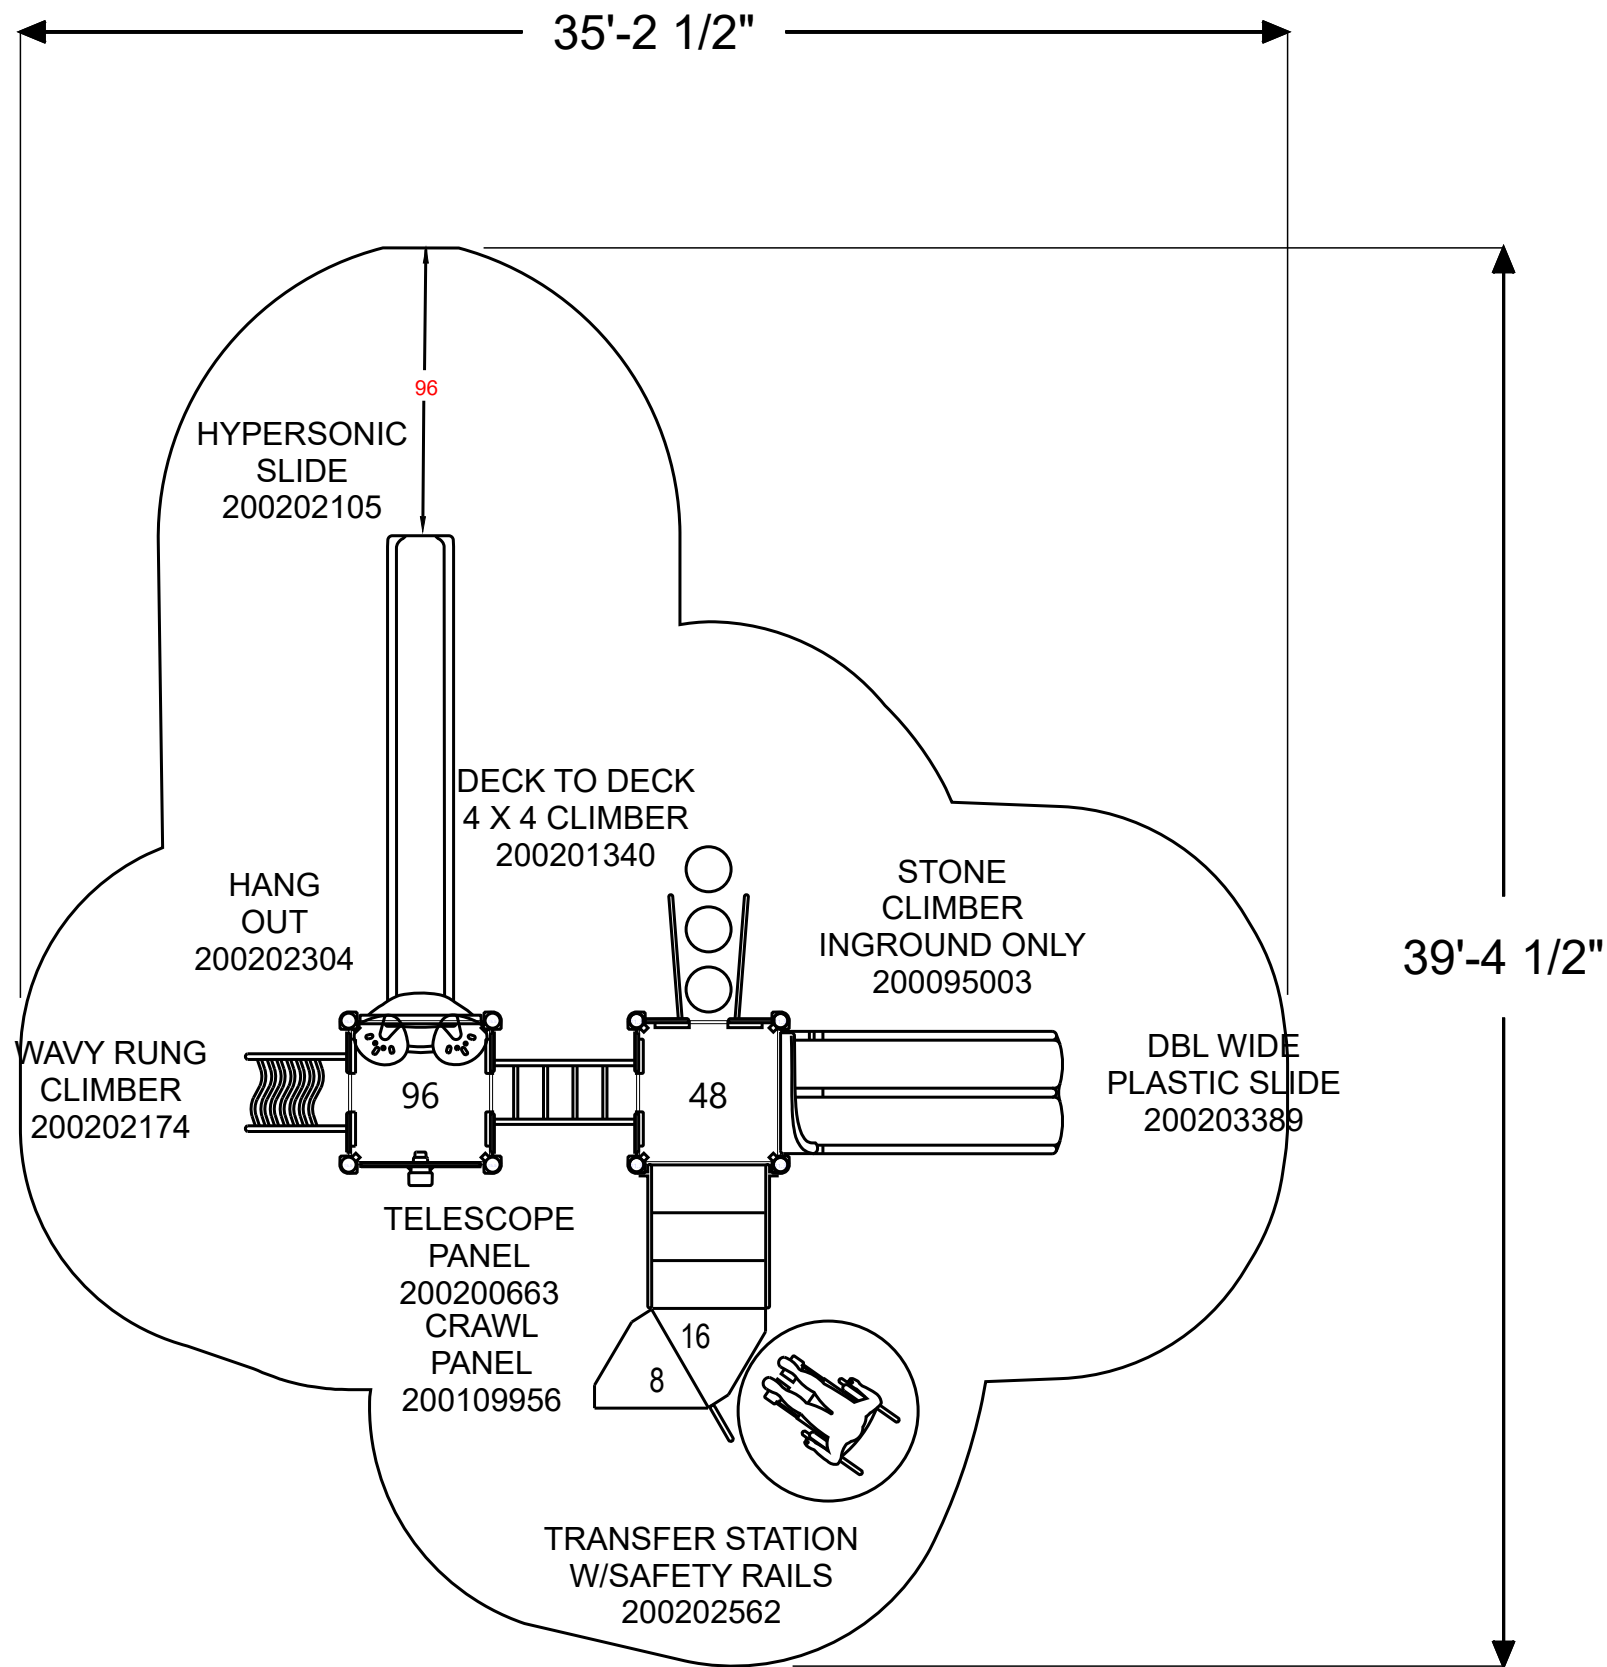 35'-2 1/2"
96
HYPERSONIC
SLIDE
200202105
DECK TO DECK
4 X 4 CLIMBER
200201340
HANG
OUT
200202304
STONE
CLIMBER
INGROUND ONLY
200095003
39'-4 1/2"
WAVY RUNG
CLIMBER
200202174
96
48
DBL WIDE
PLASTIC SLIDE
200203389
TELESCOPE
PANEL
200200663
CRAWL
PANEL
200109956
16
8
TRANSFER STATION
W/SAFETY RAILS
200202562